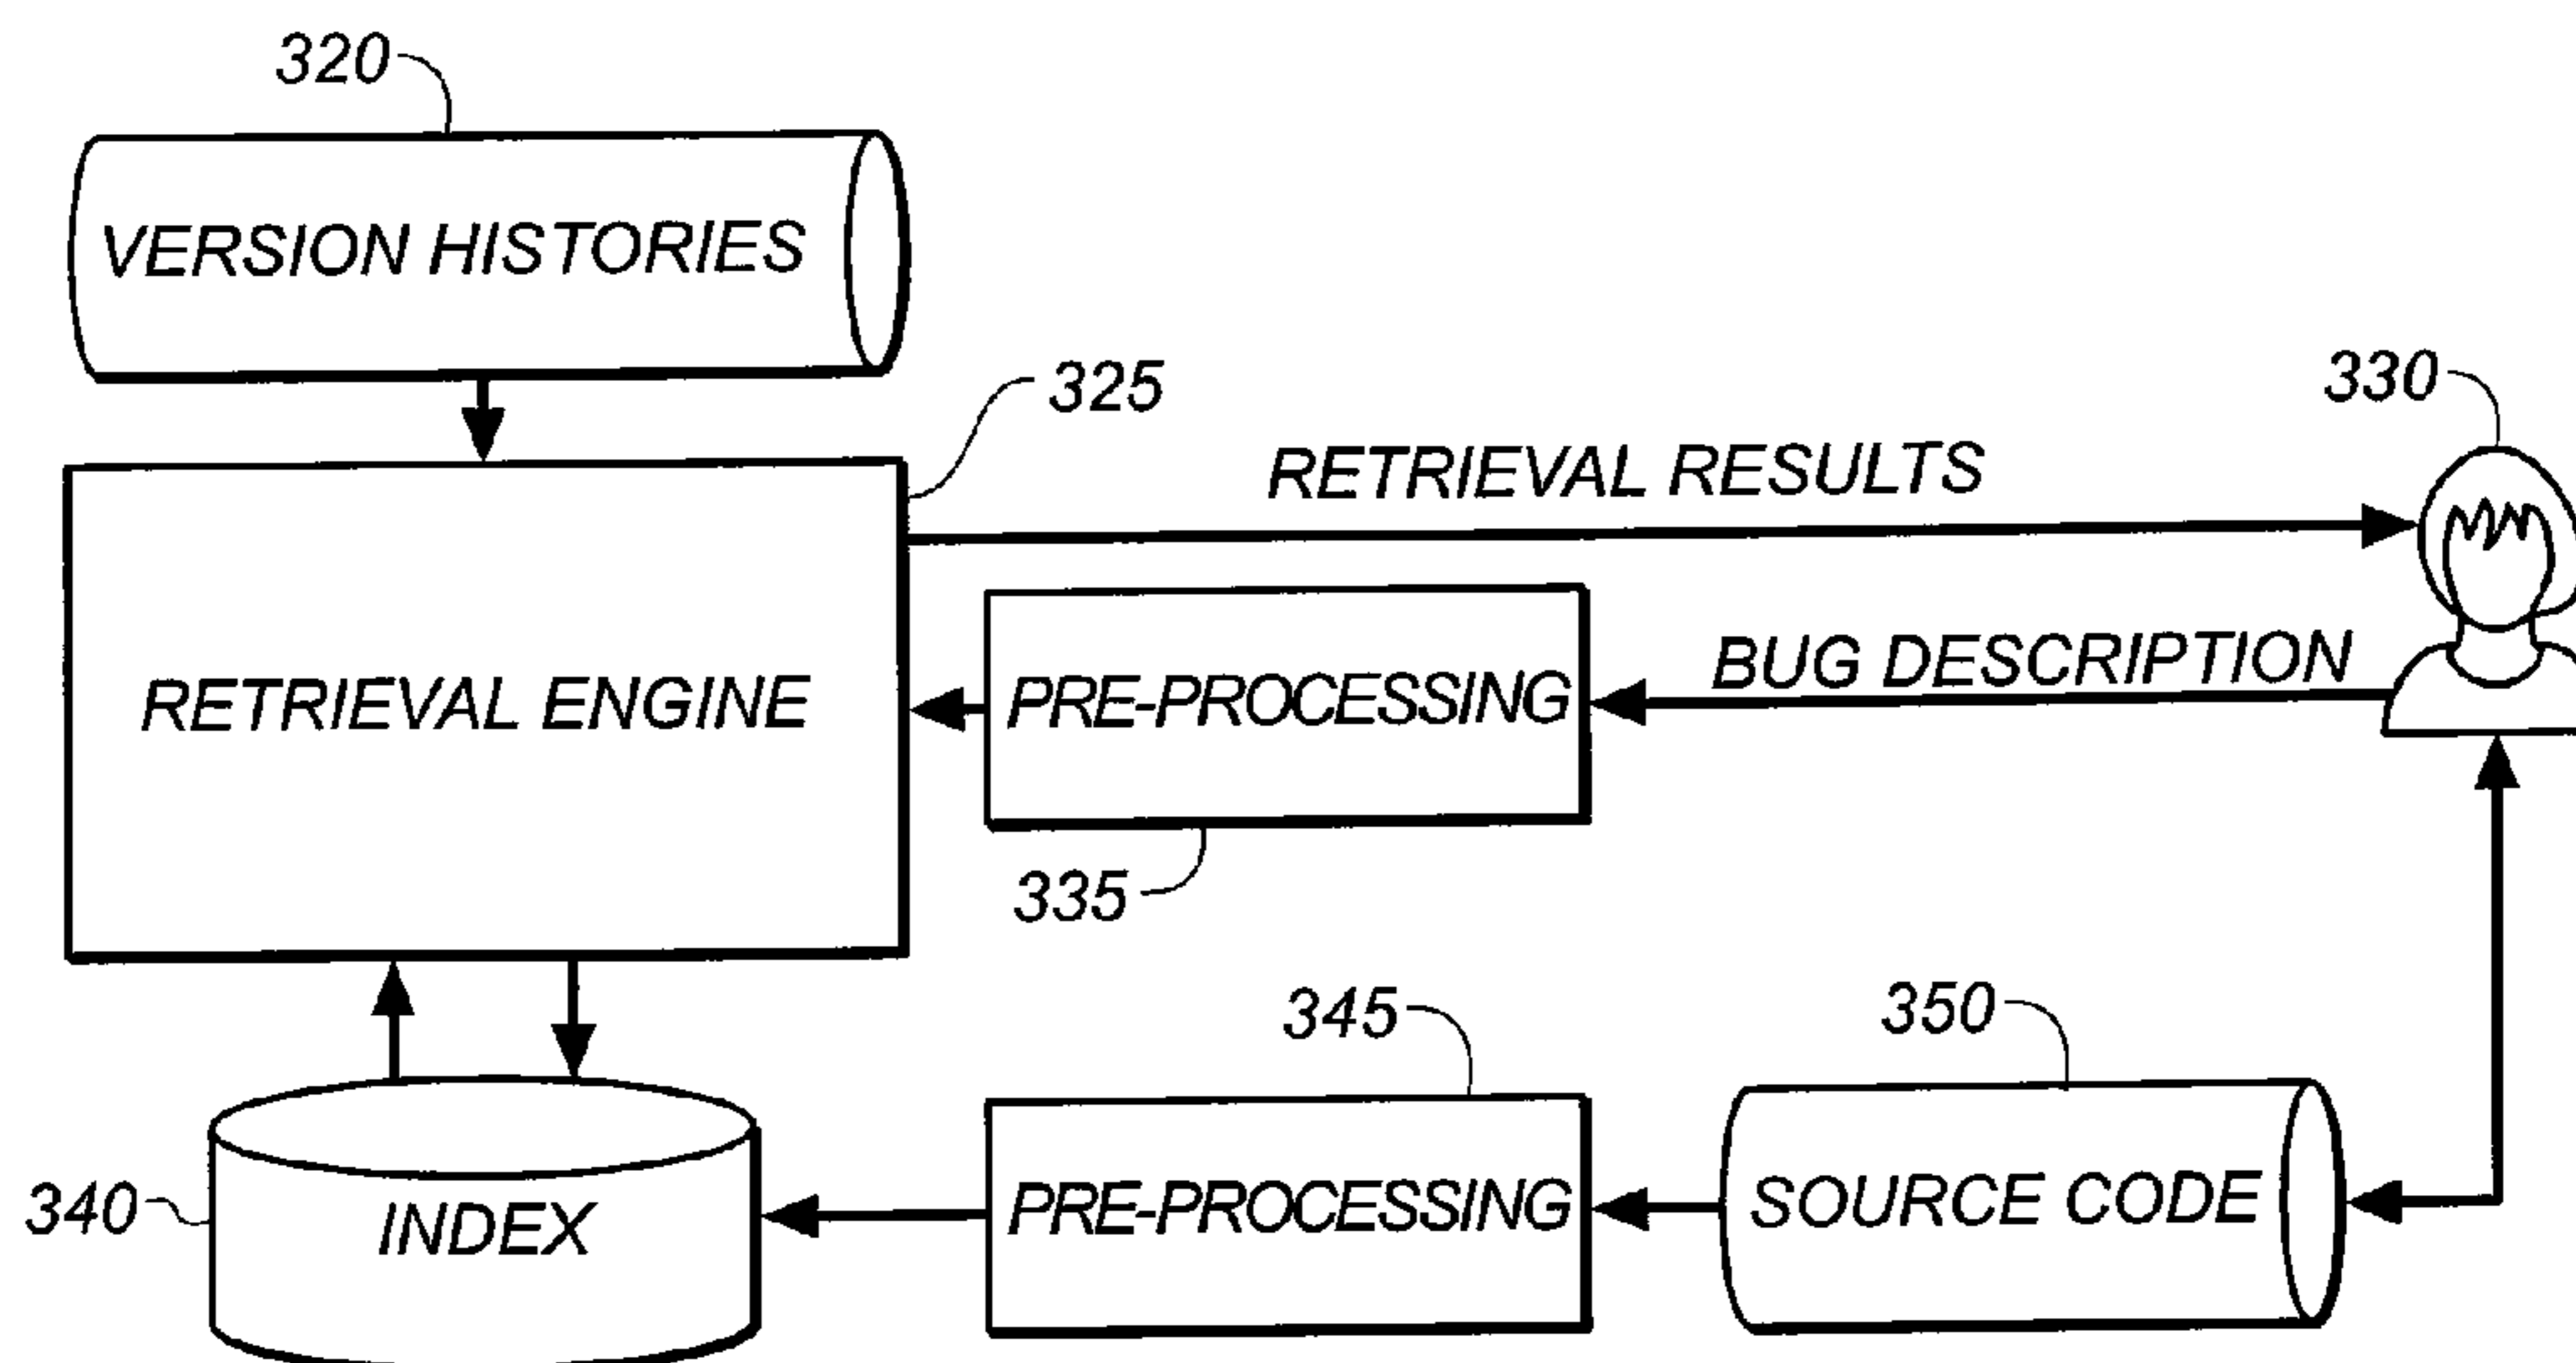 320
VERSION HISTORIES
325
330
RETRIEVAL RESULTS
BUG DESCRIPTION
RETRIEVAL ENGINE
PRE-PROCESSING
335
345
350
340
INDEX
PRE-PROCESSING
SOURCE CODE